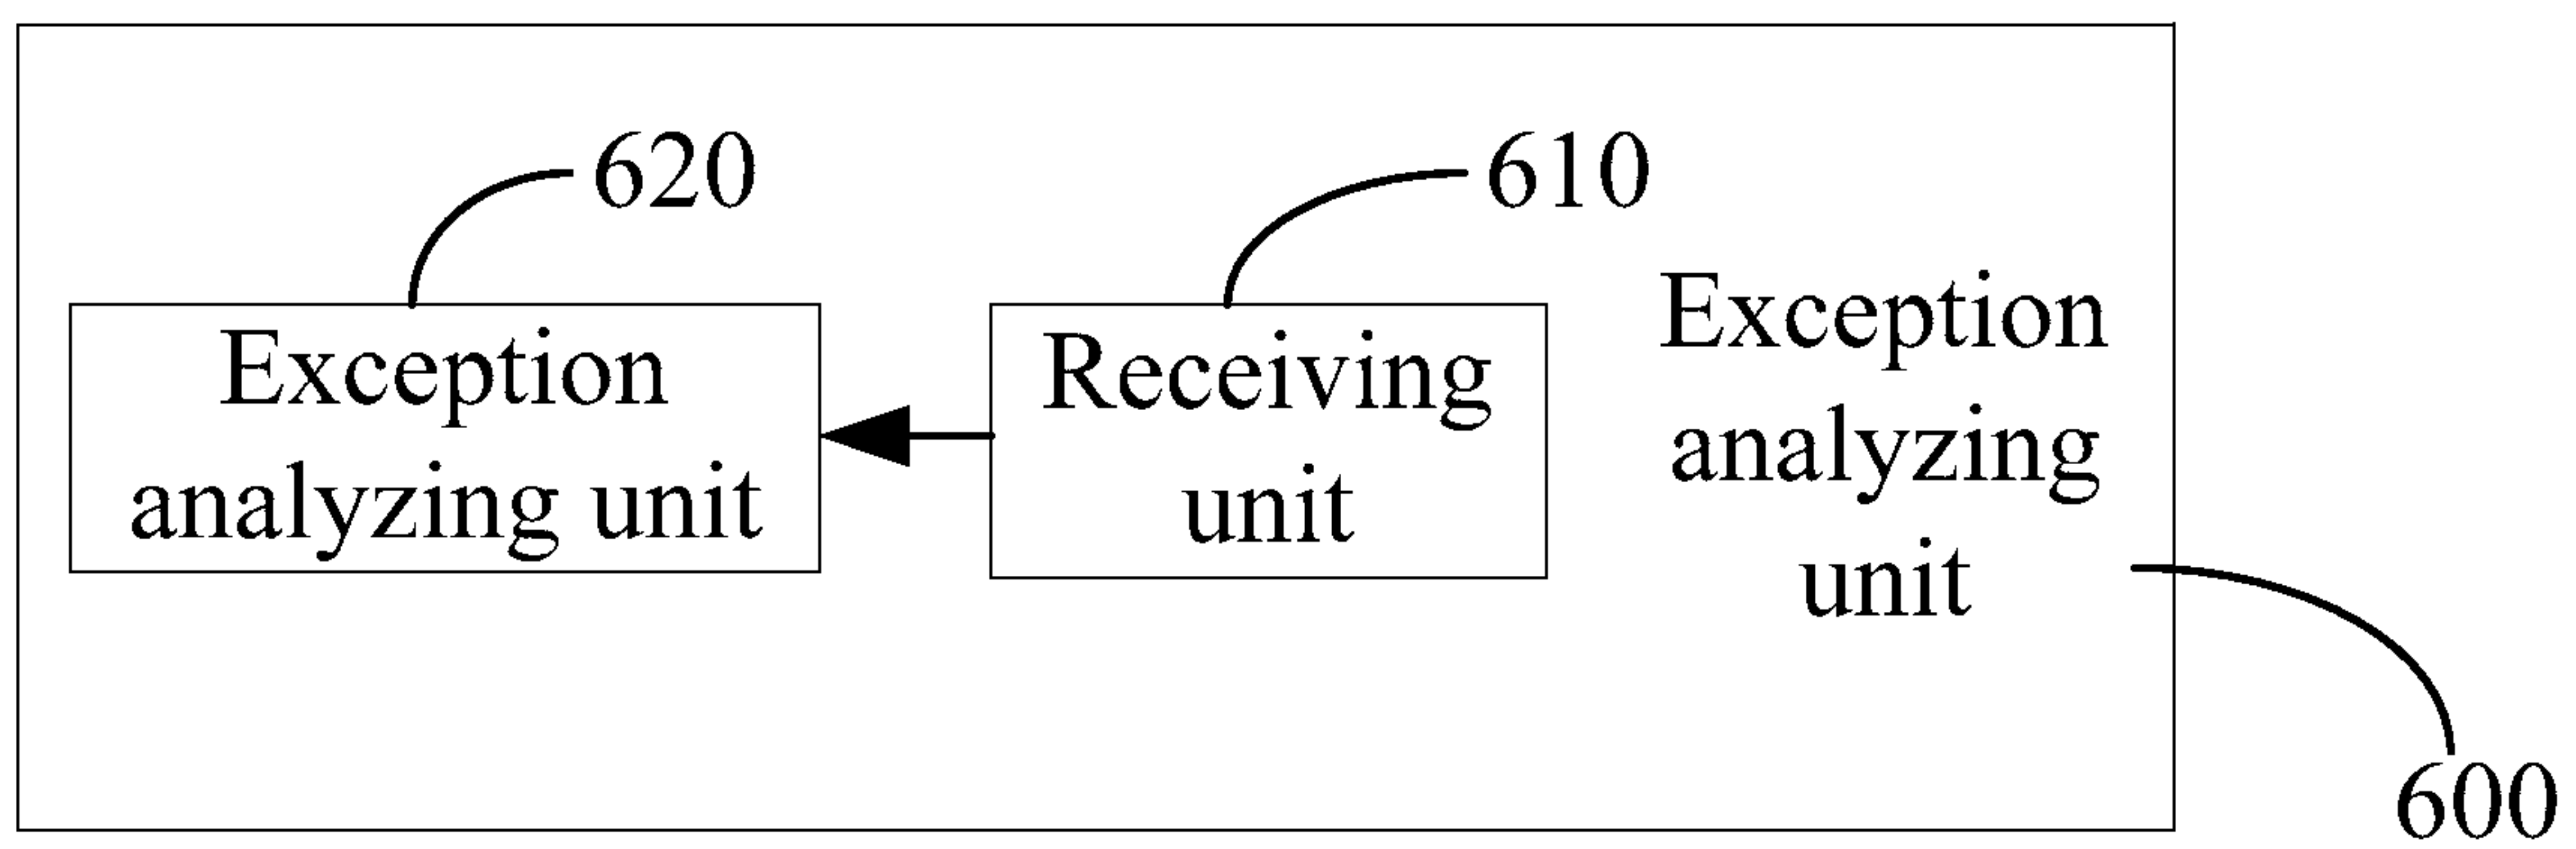 620
610
Exception
analyzing unit
Receiving
unit
Exception
analyzing
unit
600